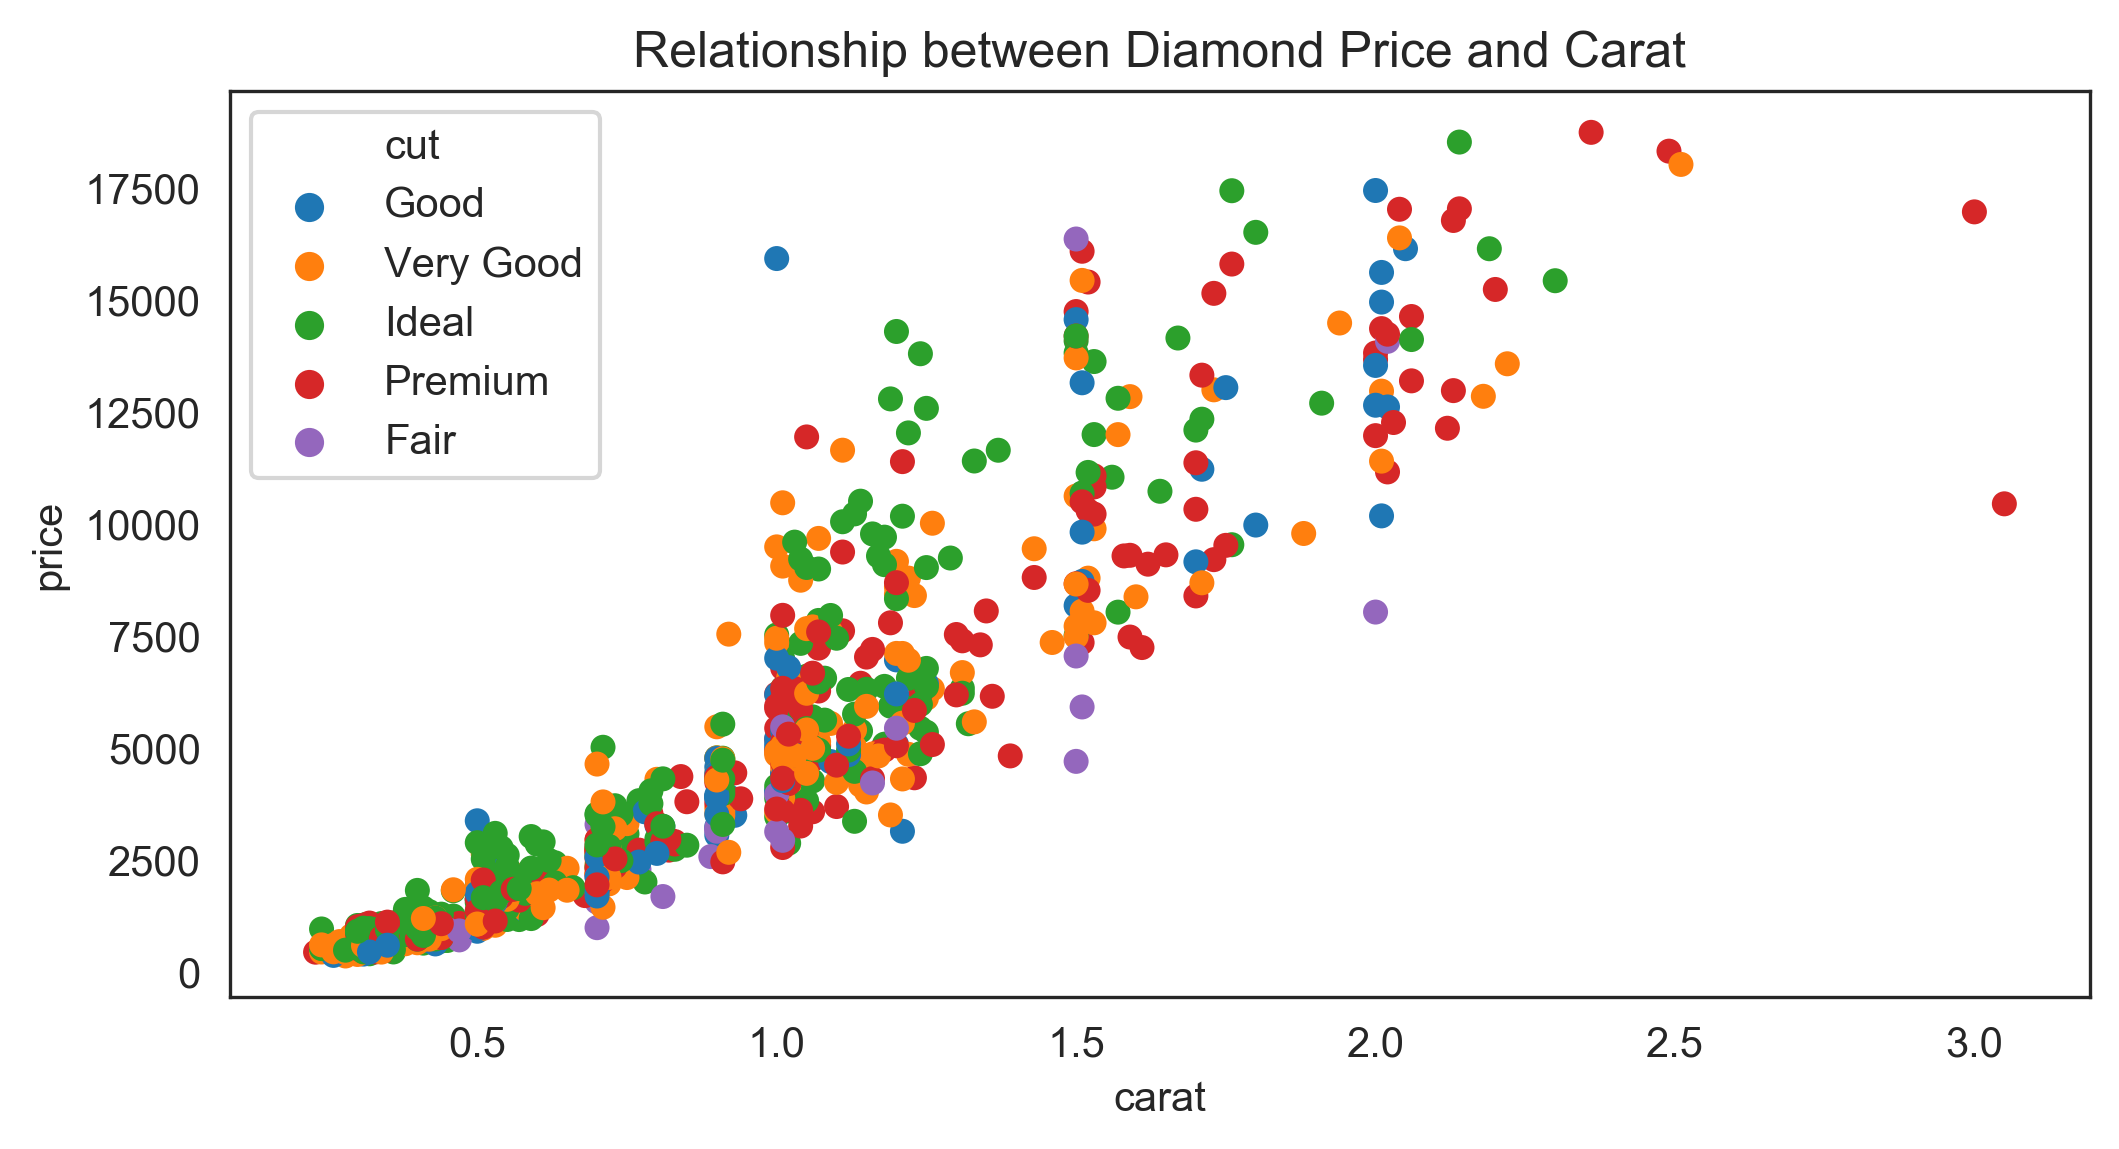 Relationship between Diamond Price and Carat
cut
Good
Very Good
Ideal
Premium
Fair
price
17500
15000
12500
10000
7500
5000
2500
0
0.5 1.0 1.5 2.0 2.5 3.0
carat